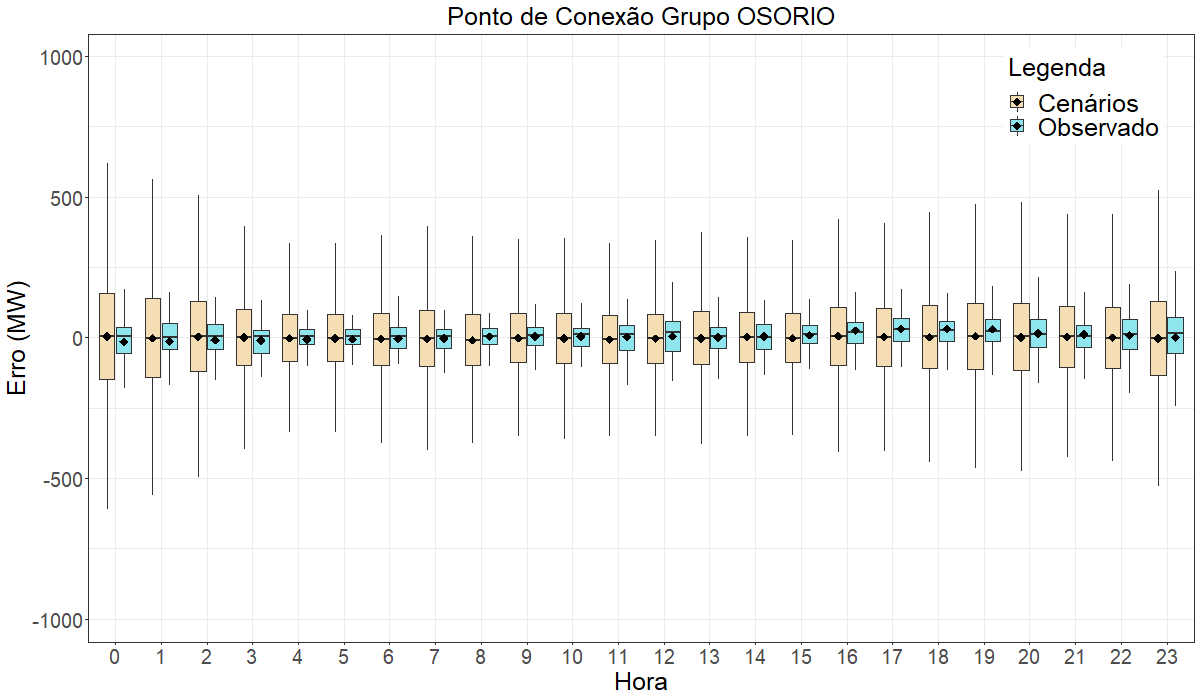 Ponto de Conexão Grupo OSORIO
Legenda
Cenários
Observado
Erro (MW)
1000
500
0
-500
-1000
0 1 2 3 4 5 6 7 8 9 10 11 12 13 14 15 16 17 18 19 20 21 22 23
Hora